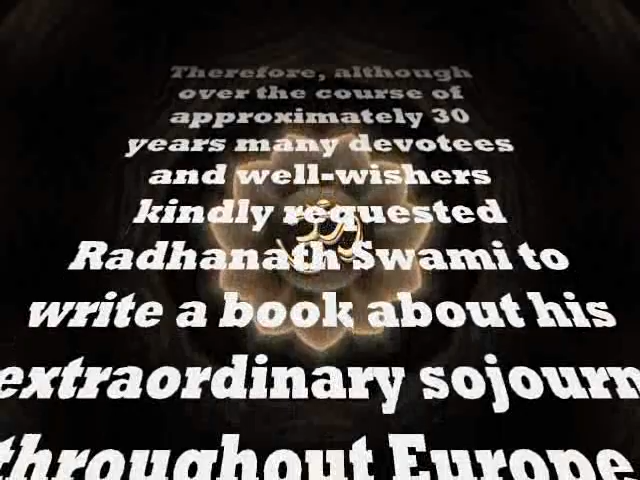 Therefore, although
over the course of
approximately 30
years many devotees
and well-wishers
kindly requested
Radhanath Swami to
write a book about his
extraordinary sojourn
throughout Europe
ॐ